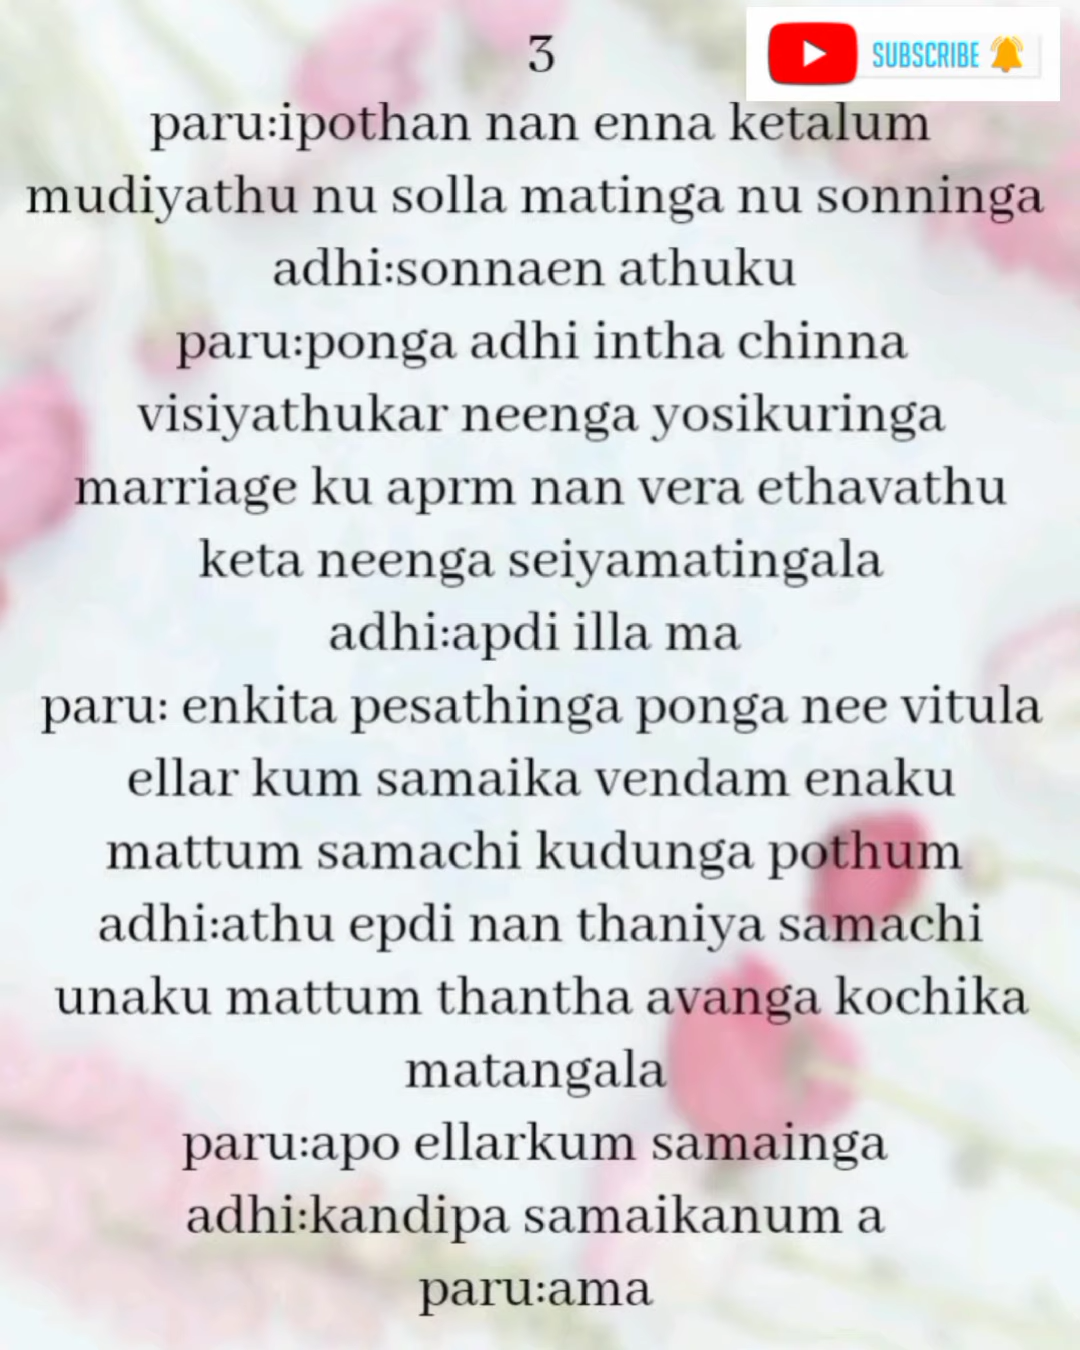 3
SUBSCRIBE
paru:ipothan nan enna ketalum
mudiyathu nu solla matinga nu sonninga
adhi:sonnaen athuku
paru:ponga adhi intha chinna
visiyathukar neenga yosikuringa
marriage ku aprm nan vera ethavathu
keta neenga seiyamatingala
adhi:apdi illa ma
paru: enkita pesathinga ponga nee vitula
ellar kum samaika vendam enaku
mattum samachi kudunga pothum
adhi:athu epdi nan thaniya samachi
unaku mattum thantha avanga kochika
matangala
paru:apo ellarkum samainga
adhi:kandipa samaikanum a
paru:ama